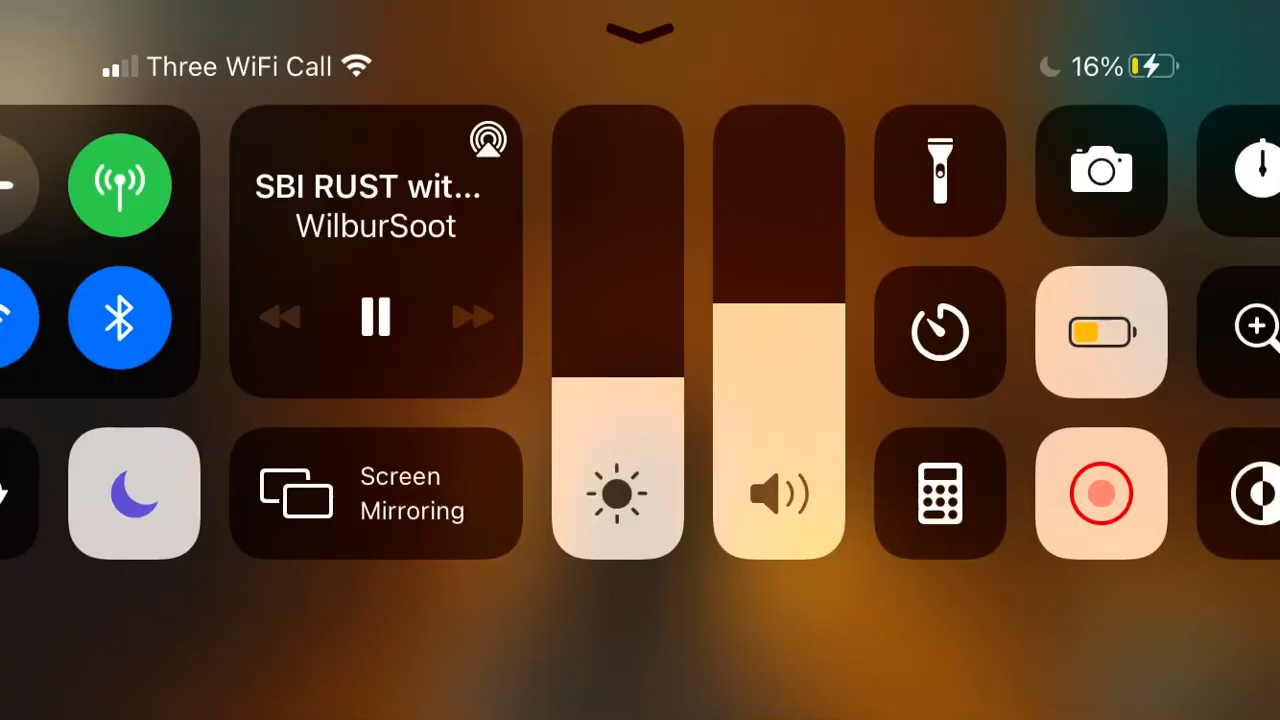 Three WiFi Call
16%
SBI RUST wit...
WilburSoot
Screen
Mirroring